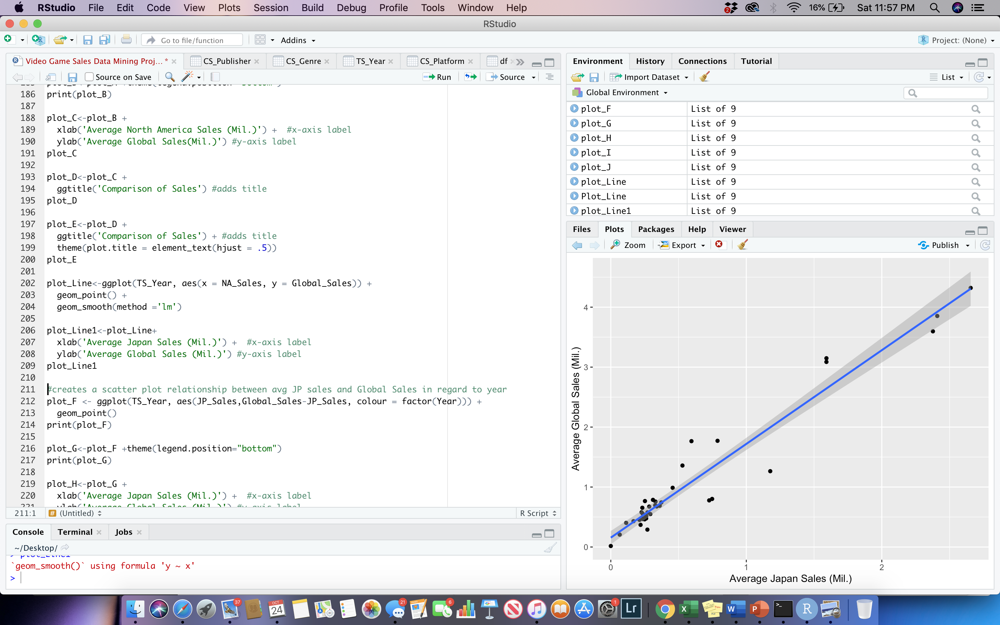 RStudio File Edit Code View Plots Session Build Debug Profile Tools Window Help 2 16% Sat 11:57 PM
RStudio
Go to file/function Addins Project: (None)
Video Game Sales Data Mining Proj... * CS_Publisher CS_Genre TS_Year CS_Platform df
Source on Save Run Source
186 print(plot_B)
187
188 plot_C<-plot_B +
189 xlab('Average North America Sales (Mil.)') + #x-axis label
190 ylab('Average Global Sales(Mil.)') #y-axis label
191 plot_C
192
193 plot_D<-plot_C +
194 ggtitle('Comparison of Sales') #adds title
195 plot_D
196
197 plot_E<-plot_D +
198 ggtitle('Comparison of Sales') + #adds title
199 theme(plot.title = element_text(hjust = .5))
200 plot_E
201
202 plot_Line<-ggplot(TS_Year, aes(x = NA_Sales, y = Global_Sales)) +
203 geom_point() +
204 geom_smooth(method ='lm')
205
206 plot_Line1<-plot_Line+
207 xlab('Average Japan Sales (Mil.)') + #x-axis label
208 ylab('Average Global Sales (Mil.)') #y-axis label
209 plot_Line1
210
211 #creates a scatter plot relationship between avg JP sales and Global Sales in regard to year
212 plot_F <- ggplot(TS_Year, aes(JP_Sales,Global_Sales-JP_Sales, colour = factor(Year))) +
213 geom_point()
214 print(plot_F)
215
216 plot_G<-plot_F +theme(legend.position="bottom")
217 print(plot_G)
218
219 plot_H<-plot_G +
220 xlab('Average Japan Sales (Mil.)') + #x-axis label
211:1 # (Untitled) R Script
Console Terminal Jobs
~/Desktop/
> plot_Line1
`geom_smooth()` using formula 'y ~ x'
>
Environment History Connections Tutorial
Import Dataset List
Global Environment
plot_F List of 9
plot_G List of 9
plot_H List of 9
plot_I List of 9
plot_J List of 9
plot_Line List of 9
Plot_Line List of 9
plot_Line1 List of 9
Files Plots Packages Help Viewer
Zoom Export Publish
Average Global Sales (Mil.)
4
3
2
1
0
0 1 2
Average Japan Sales (Mil.)
37 OCT 24 21 6 1 Lr X W P >_ R